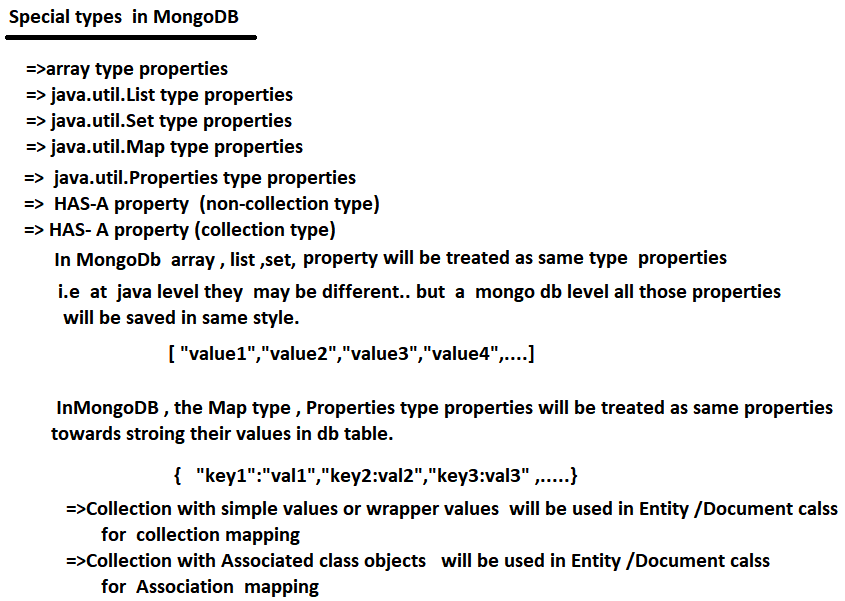 Special types  in MongoDB
=>array type properties
=> java.util.List type properties
=> java.util.Set type properties
=> java.util.Map type properties
=>  java.util.Properties type properties
=>  HAS-A property  (non-collection type)
=> HAS- A property (collection type)
In MongoDb  array , list ,set, property will be treated as same type  properties
i.e  at  java level they  may be different.. but  a  mongo db level all those properties
will be saved in same style.
[ "value1","value2","value3","value4",....]
InMongoDB , the Map type , Properties type properties will be treated as same properties
towards stroing their values in db table.
{   "key1":"val1","key2:val2","key3:val3" ,.....}
=>Collection with simple values or wrapper values  will be used in Entity /Document calss
for  collection mapping
=>Collection with Associated class objects   will be used in Entity /Document calss
for  Association  mapping